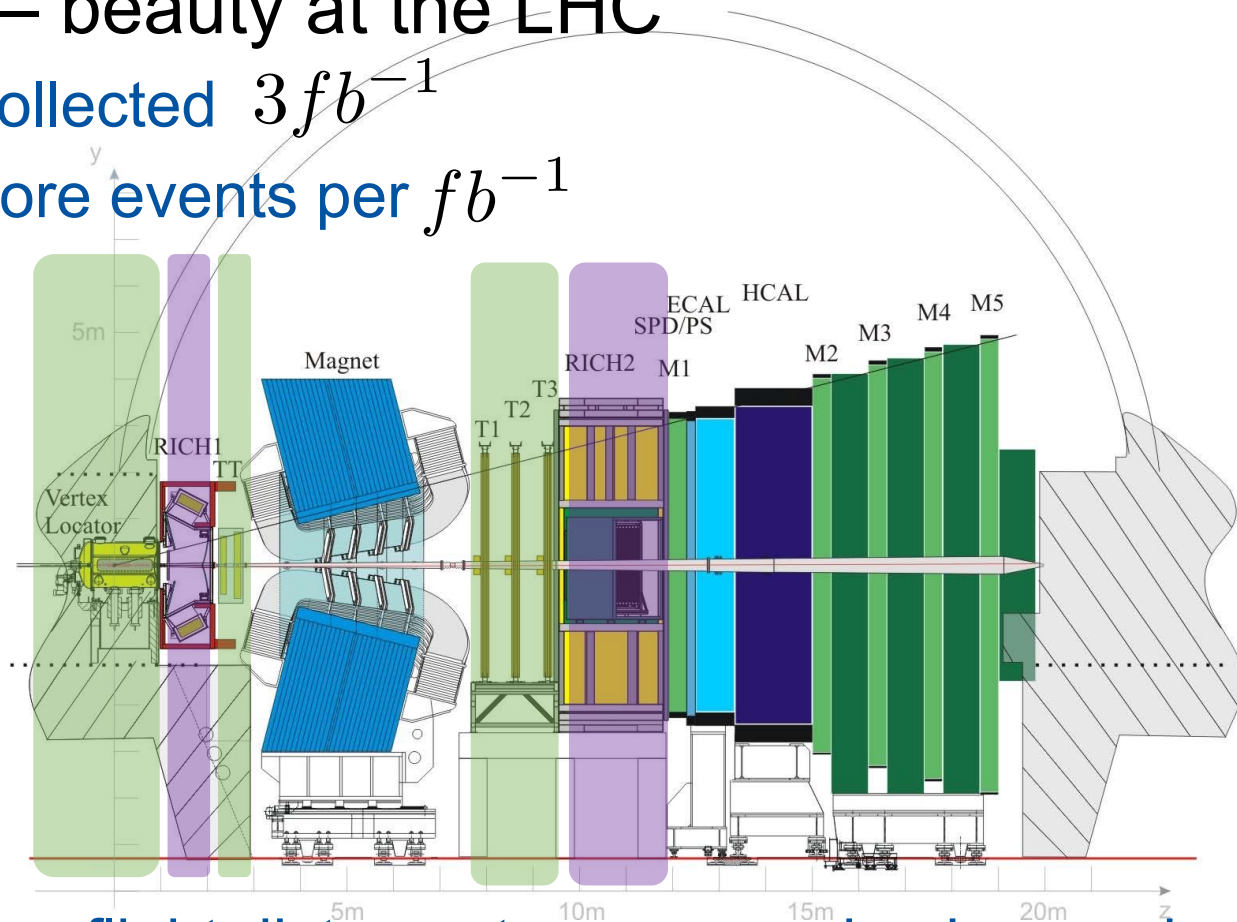 – beauty at the LHC
ollected 3fb⁻¹
ore events per fb⁻¹
y
5m
Vertex
Locator
RICH1
TT
Magnet
T1
T2
T3
RICH2
SPD/PS
ECAL
M1
HCAL
M2
M3
M4
M5
5m
10m
15m
20m
z